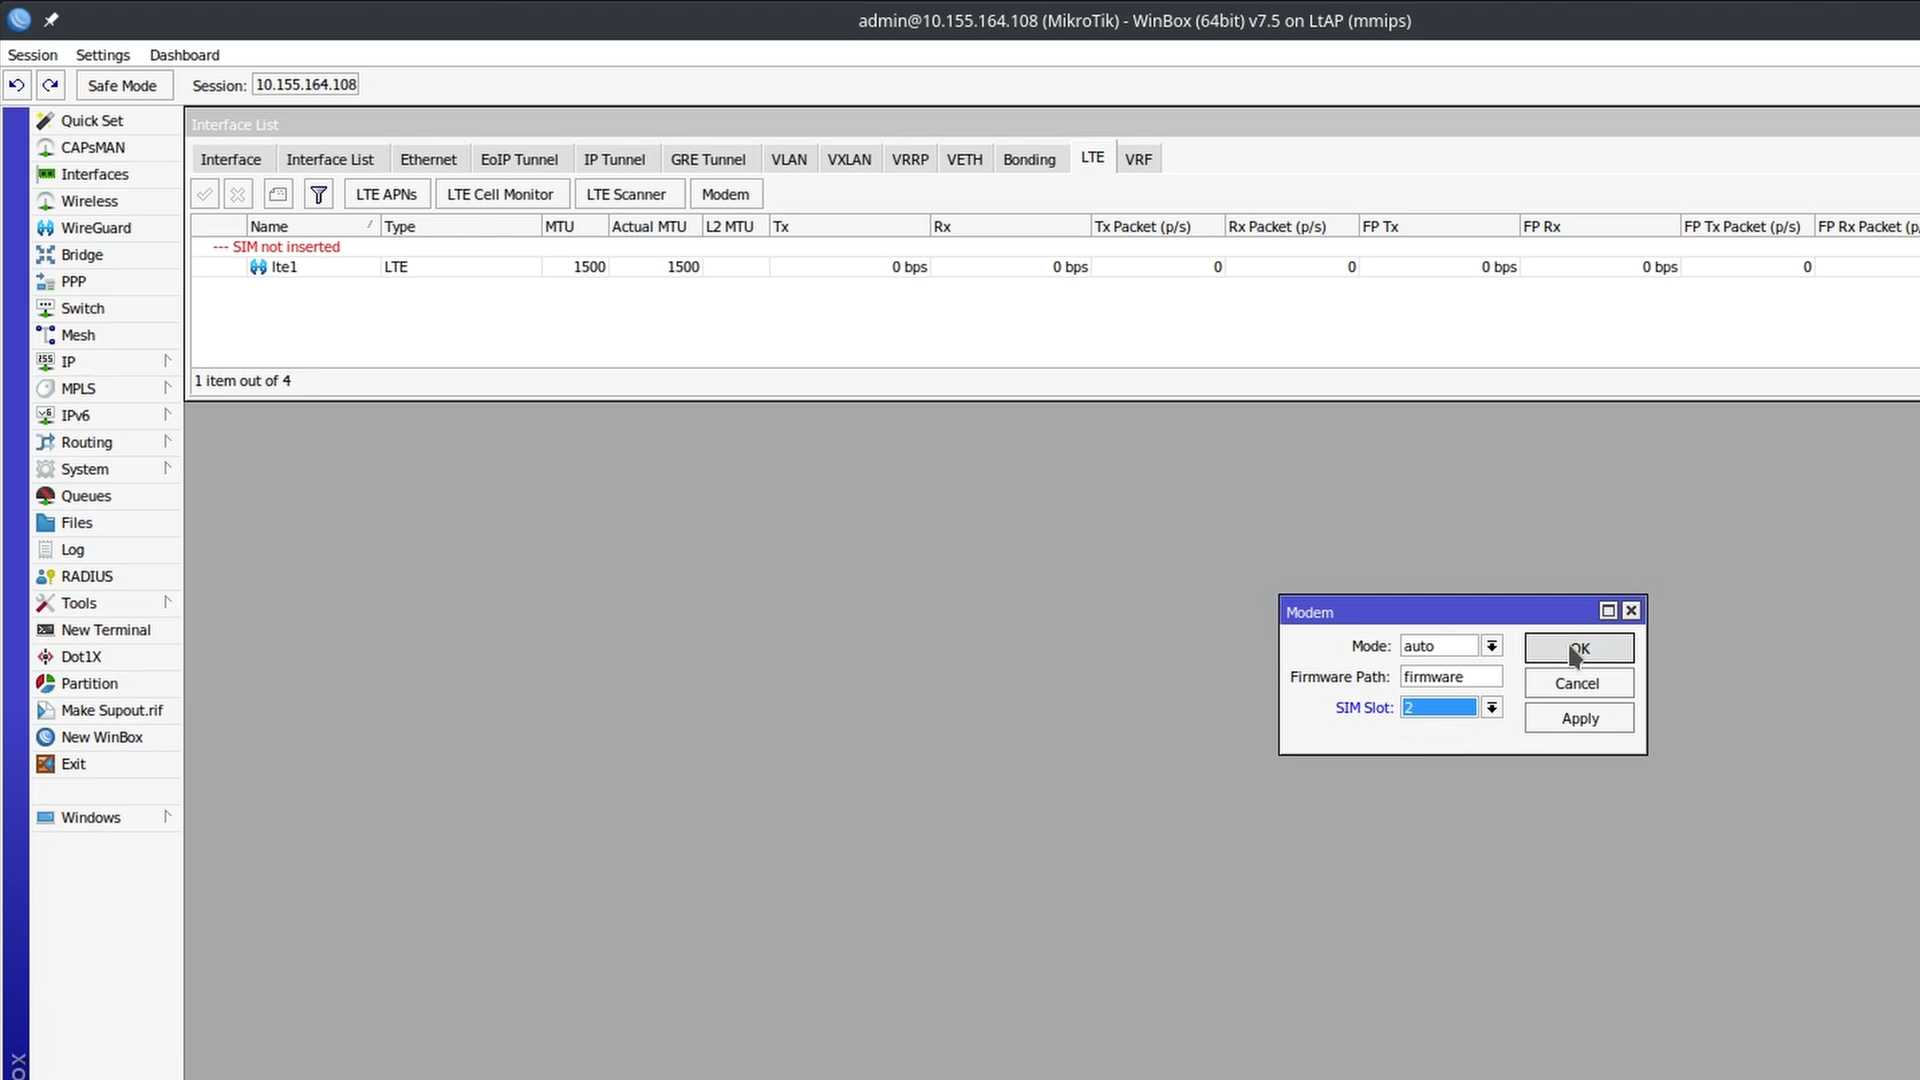 admin@10.155.164.108 (MikroTik) - WinBox (64bit) v7.5 on LtAP (mmips)
Session Settings Dashboard
Safe Mode Session: 10.155.164.108
Interface List
Interface Interface List Ethernet EoIP Tunnel IP Tunnel GRE Tunnel VLAN VXLAN VRRP VETH Bonding LTE VRF
LTE APNs LTE Cell Monitor LTE Scanner Modem
Name / Type MTU Actual MTU L2 MTU Tx Rx Tx Packet (p/s) Rx Packet (p/s) FP Tx FP Rx FP Tx Packet (p/s) FP Rx Packet (p/
--- SIM not inserted
lte1 LTE 1500 1500 0 bps 0 bps 0 0 0 bps 0 bps 0
1 item out of 4
Quick Set
CAPsMAN
Interfaces
Wireless
WireGuard
Bridge
PPP
Switch
Mesh
IP
MPLS
IPv6
Routing
System
Queues
Files
Log
RADIUS
Tools
New Terminal
Dot1X
Partition
Make Supout.rif
New WinBox
Exit
Windows
Modem
Mode: auto OK
Firmware Path: firmware Cancel
SIM Slot: 2 Apply